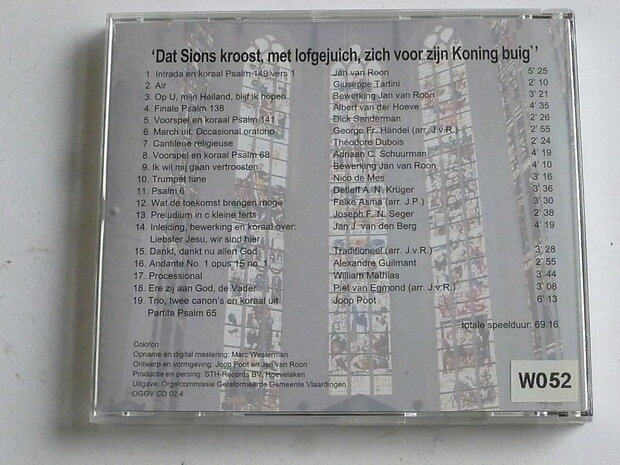 ‘Dat Sions kroost, met lofgejuich, zich voor zijn Koning buig‘’
1. Intrada en koraal Psalm 149 vers 1 Jan van Roon 5' 25
2. Air Giuseppe Tartini 2' 10
3. Op U, mijn Heiland, blijf ik hopen Bewerking Jan van Roon 3' 21
4. Finale Psalm 138 Albert van der Hoeve 4' 35
5. Voorspel en koraal Psalm 141 Dick Sanderman 2' 26
6. March uit: Occasional oratorio George Fr. Händel (arr. J.v.R.) 2' 55
7. Cantilene religieuse Théodore Dubois 2' 24
8. Voorspel en koraal Psalm 68 Adriaan C. Schuurman 4' 19
9. Ik wil mij gaan vertroosten Bewerking Jan van Roon 4' 10
10. Trumpet tune Nico de Mos 3' 16
11. Psalm 6 Detleff A. N. Krüger 3' 36
12. Wat de toekomst brengen moge Feike Asma (arr. J.P.) 3' 30
13. Preludium in c kleine terts Joseph F. N. Seger 2' 38
14. Inleiding, bewerking en koraal over: Jan J. van den Berg 4' 19
Liebster Jesu, wir sind hier
15. Dankt, dankt nu allen God Traditioneel (arr. J.v.R.) 3' 28
16. Andante No. 1 opus 15 no. 1 Alexandre Guilmant 2' 55
17. Processional William Mathias 3' 44
18. Ere zij aan God, de Vader Piet van Egmond (arr. J.v.R.) 3' 08
19. Trio, twee canon's en koraal uit Joop Poot 6' 13
Partita Psalm 65
totale speelduur: 69.16
Colofon
Opname en digital mastering: Marc Westerman
Ontwerp en vormgeving: Joop Poot en Jan van Roon
Productie en persing: STH-Records BV, Hoevelaken
Uitgave: Orgelcommissie Gereformeerde Gemeente Vlaardingen
OGGV CD 02.4
W052